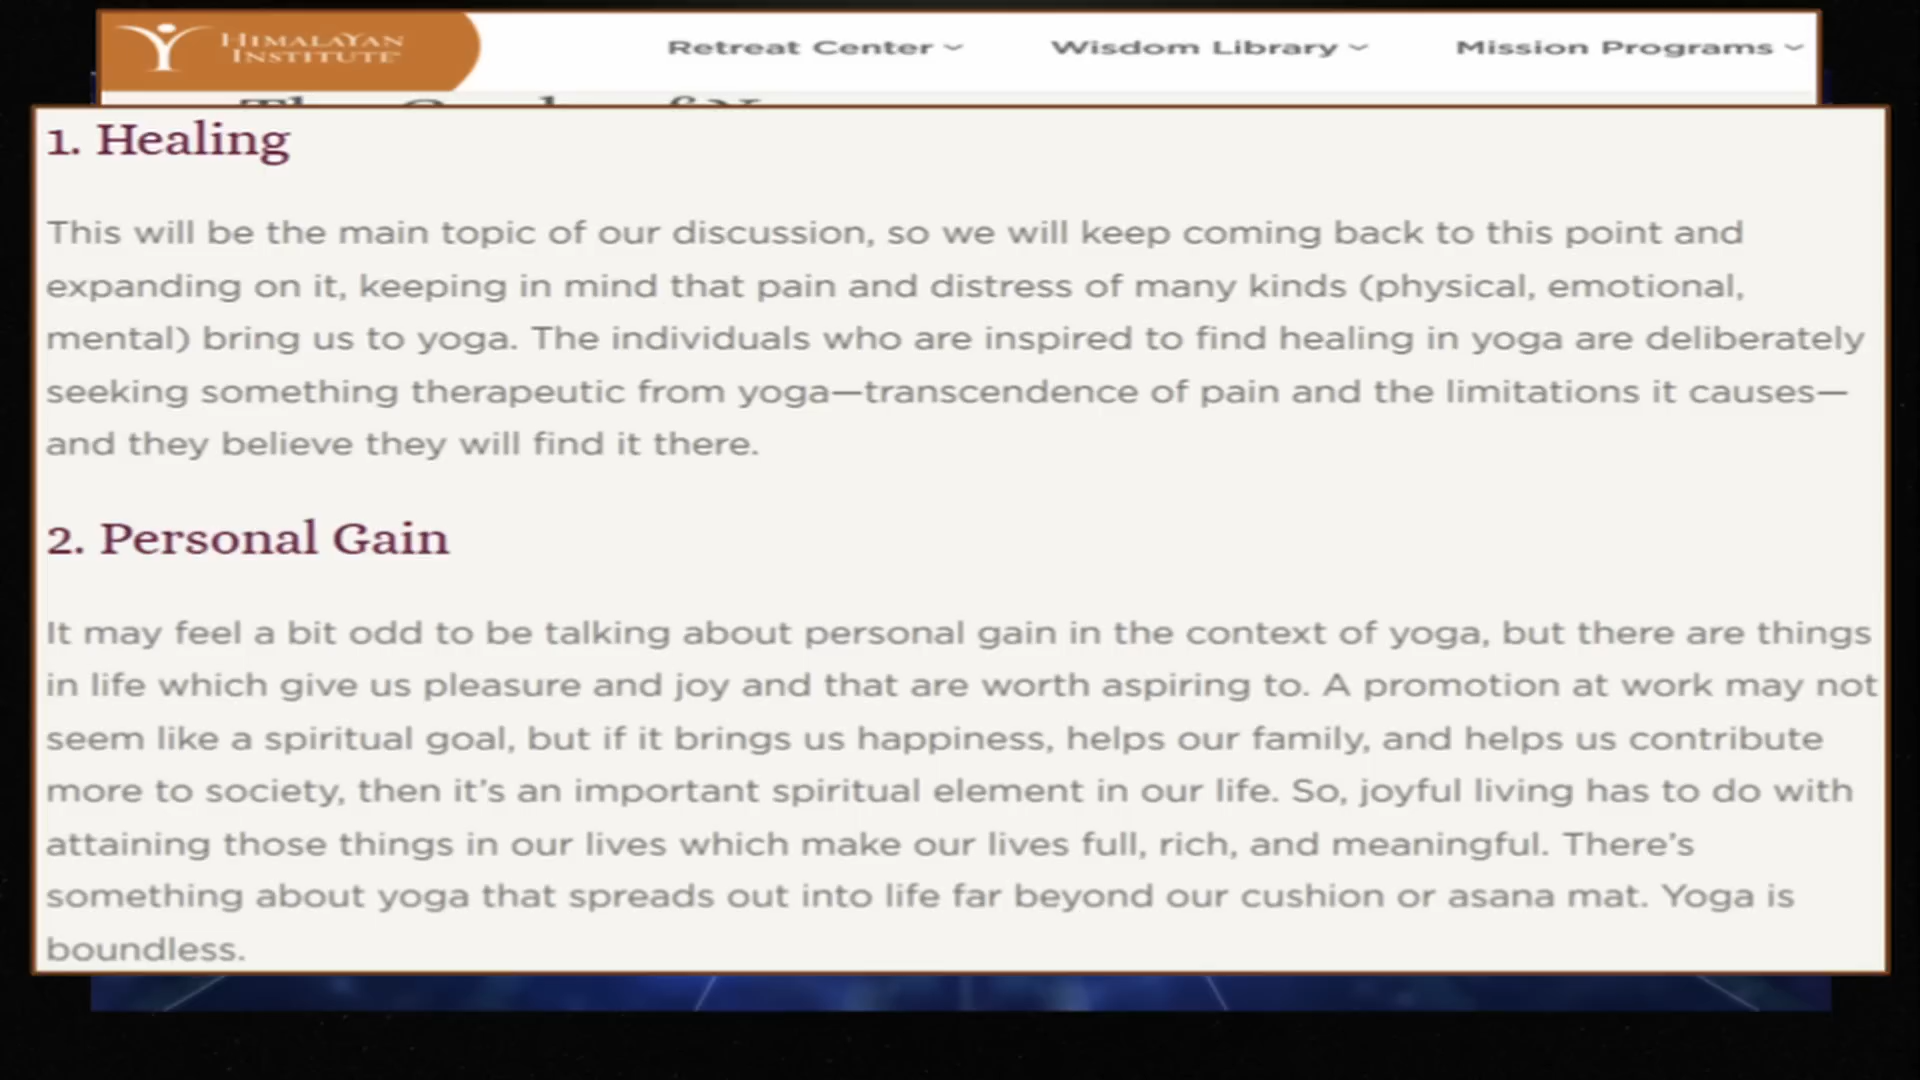 HIMALAYAN
INSTITUTE
Retreat Center
Wisdom Library
Mission Programs
1. Healing
This will be the main topic of our discussion, so we will keep coming back to this point and
expanding on it, keeping in mind that pain and distress of many kinds (physical, emotional,
mental) bring us to yoga. The individuals who are inspired to find healing in yoga are deliberately
seeking something therapeutic from yoga—transcendence of pain and the limitations it causes—
and they believe they will find it there.
2. Personal Gain
It may feel a bit odd to be talking about personal gain in the context of yoga, but there are things
in life which give us pleasure and joy and that are worth aspiring to. A promotion at work may not
seem like a spiritual goal, but if it brings us happiness, helps our family, and helps us contribute
more to society, then it’s an important spiritual element in our life. So, joyful living has to do with
attaining those things in our lives which make our lives full, rich, and meaningful. There’s
something about yoga that spreads out into life far beyond our cushion or asana mat. Yoga is
boundless.